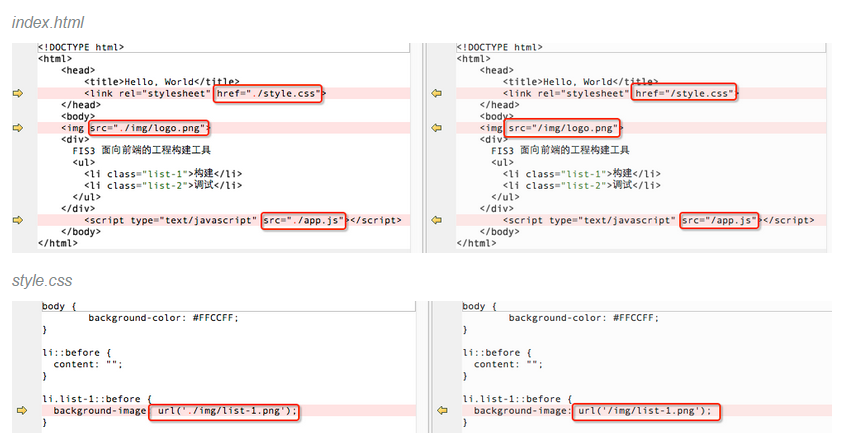 index.html
<!DOCTYPE html>
<html>
<head>
<title>Hello, World</title>
<link rel="stylesheet" href="./style.css">
</head>
<body>
<img src="./img/logo.png">
<div>
FIS3 面向前端的工程构建工具
<ul>
<li class="list-1">构建</li>
<li class="list-2">调试</li>
</ul>
</div>
<script type="text/javascript" src="./app.js"></script>
</body>
</html>
<!DOCTYPE html>
<html>
<head>
<title>Hello, World</title>
<link rel="stylesheet" href="/style.css">
</head>
<body>
<img src="/img/logo.png">
<div>
FIS3 面向前端的工程构建工具
<ul>
<li class="list-1">构建</li>
<li class="list-2">调试</li>
</ul>
</div>
<script type="text/javascript" src="/app.js"></script>
</body>
</html>
style.css
body {
background-color: #FFCCFF;
}
li::before {
content: "";
}
li.list-1::before {
background-image: url('./img/list-1.png');
}
body {
background-color: #FFCCFF;
}
li::before {
content: "";
}
li.list-1::before {
background-image: url('/img/list-1.png');
}